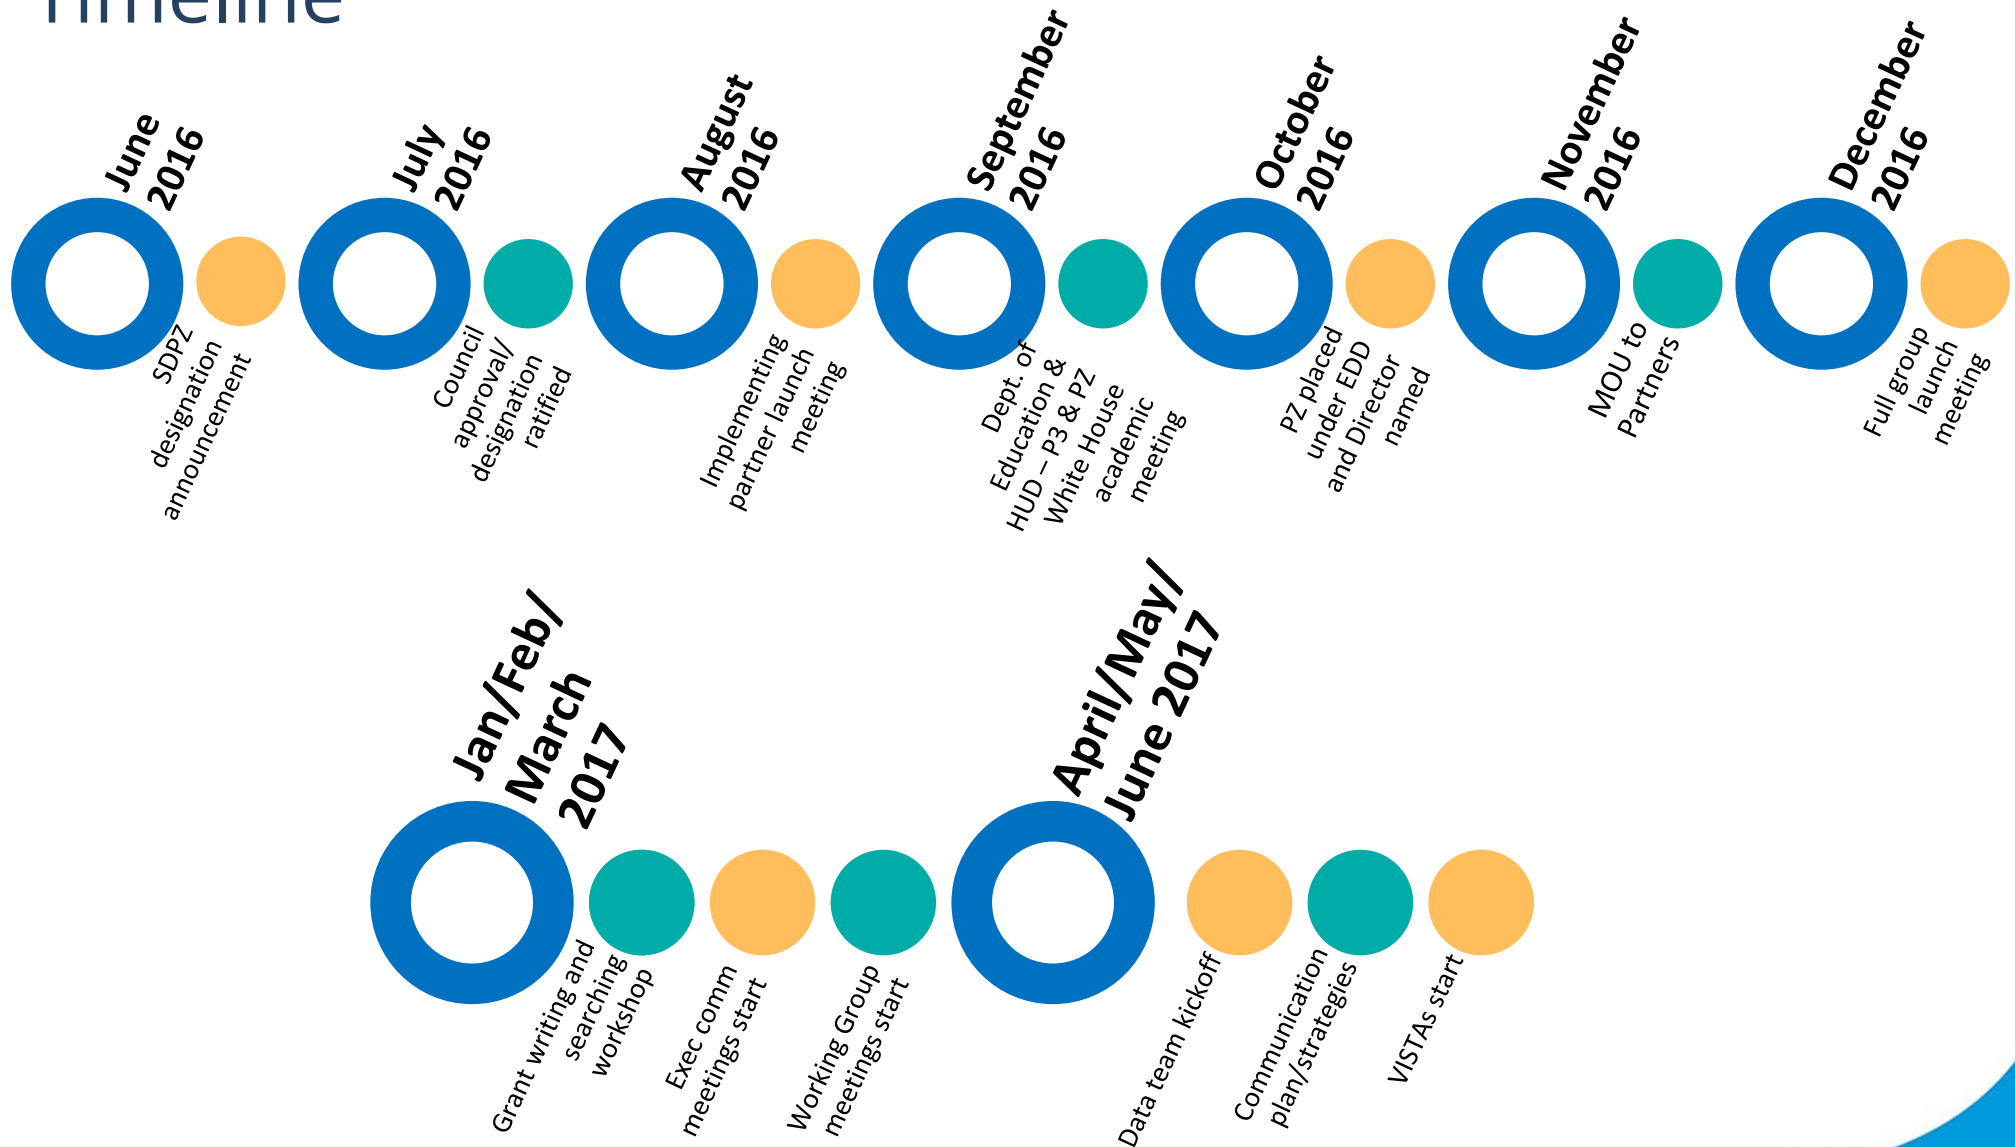 Timeline
June
2016
SDPZ
designation
announcement
July
2016
Council
approval/
designation
ratified
August
2016
Implementing
partner launch
meeting
September
2016
Dept. of
Education &
HUD – P3 & PZ
White House
academic
meeting
October
2016
PZ placed
under EDD
and Director
named
November
2016
MOU to
Partners
December
2016
Full group
launch
meeting
Jan/Feb/
March
2017
Grant writing and
searching
workshop
Exec comm
meetings start
Working Group
meetings start
April/May/
June 2017
Data team kickoff
Communication
plan/strategies
VISTAs start